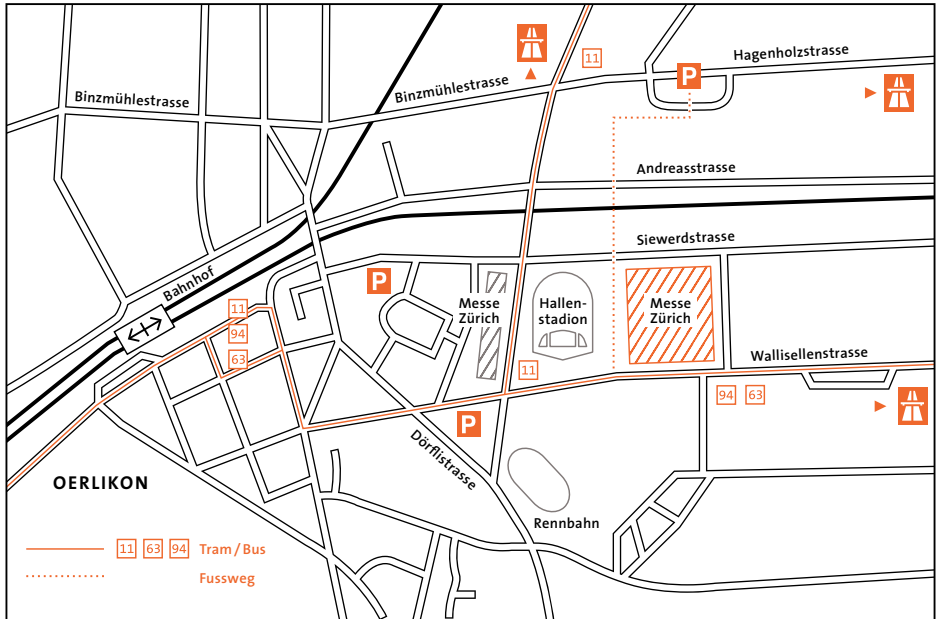 11
Hagenholzstrasse
P
Binzmühlestrasse
Binzmühlestrasse
Andreasstrasse
Siewerdstrasse
Bahnhof
P
11
94
63
Messe
Zürich
Hallen-
stadion
Messe
Zürich
Wallisellenstrasse
11
94 63
P
Dörflistrasse
OERLIKON
Rennbahn
11 63 94 Tram / Bus
Fussweg